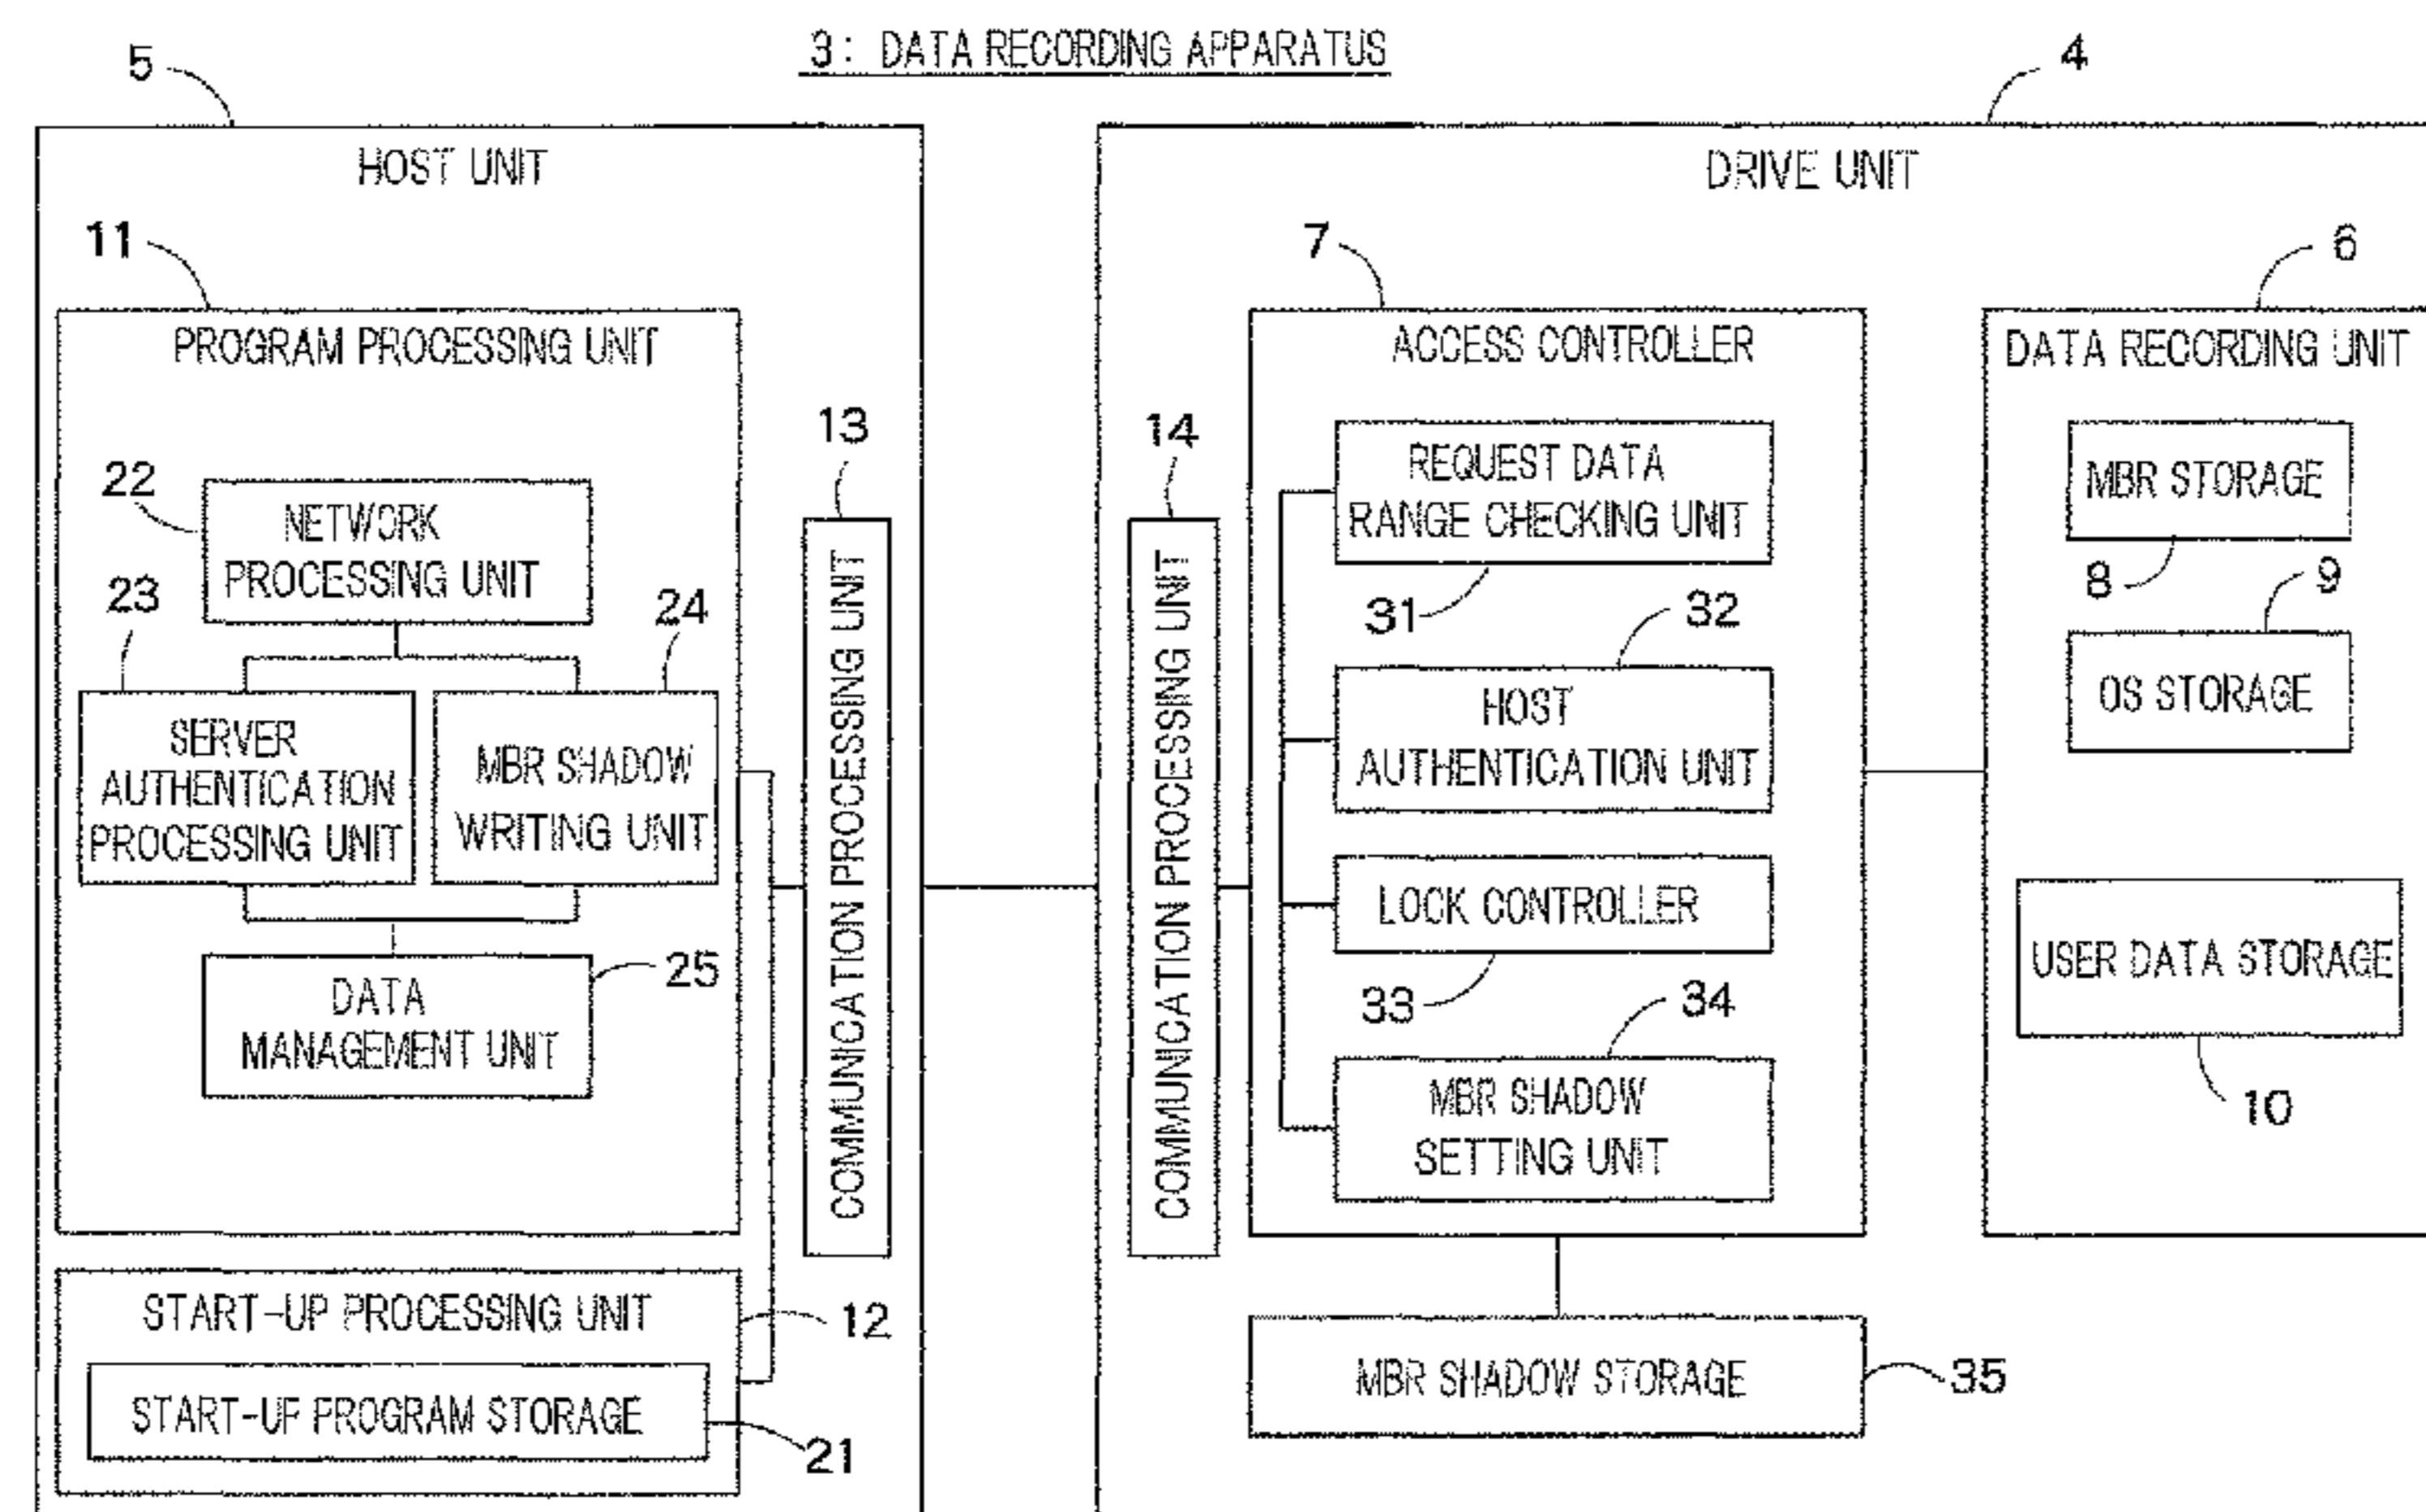 3: DATA RECORDING APPARATUS
5
4
HOST UNIT
DRIVE UNIT
11
7
6
PROGRAM PROCESSING UNIT
ACCESS CONTROLLER
DATA RECORDING UNIT
13
14
22
NETWORK
PROCESSING UNIT
REQUEST DATA
RANGE CHECKING UNIT
31
MBR STORAGE
8
9
23
24
32
SERVER
AUTHENTICATION
PROCESSING UNIT
MBR SHADOW
WRITING UNIT
COMMUNICATION PROCESSING UNIT
COMMUNICATION PROCESSING UNIT
HOST
AUTHENTICATION UNIT
OS STORAGE
LOCK CONTROLLER
33
USER DATA STORAGE
10
25
DATA
MANAGEMENT UNIT
34
MBR SHADOW
SETTING UNIT
START-UP PROCESSING UNIT
12
START-UF PROGRAM STORAGE
21
MBR SHADOW STORAGE
35